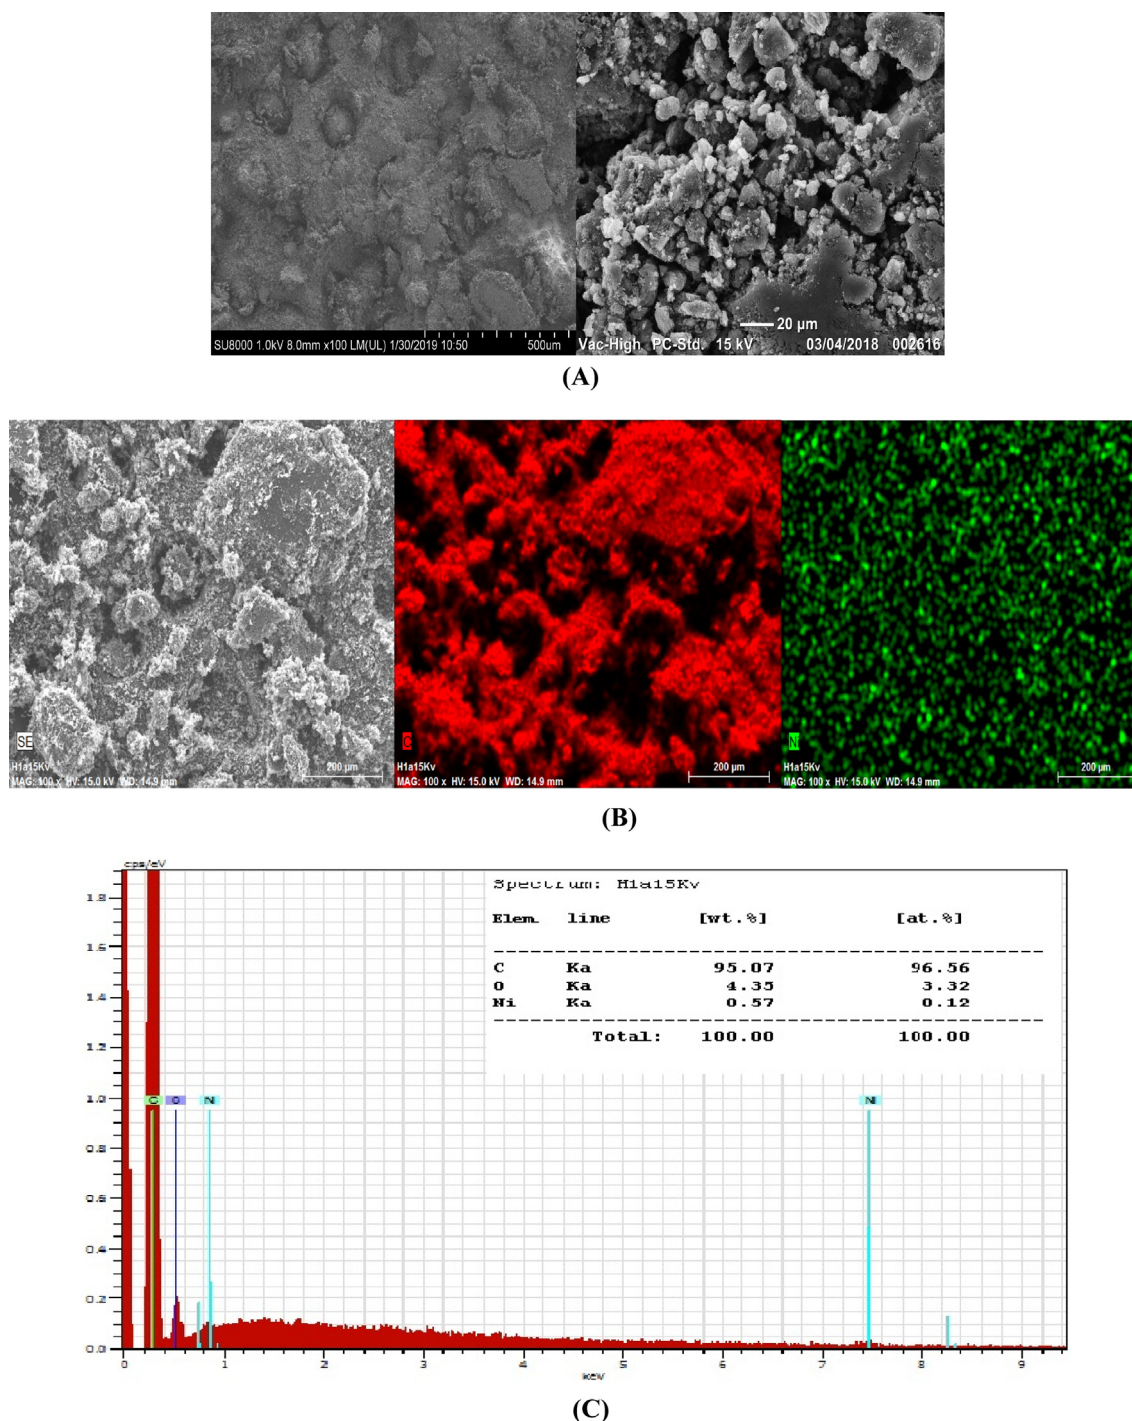 SU8000 1.0kV 8.0mm x100 LM(UL) 1/30/2019 10:50 500um
20 µm
Vac-High PC-Std. 15 kV 03/04/2018 002616
(A)
SE
H1a15Kv
200 µm
MAG: 100 x HV: 15.0 kV WD: 14.9 mm
C
H1a15Kv
200 µm
MAG: 100 x HV: 15.0 kV WD: 14.9 mm
H1a15Kv
200 µm
MAG: 100 x HV: 15.0 kV WD: 14.9 mm
(B)
cps/eV
Spectrum: H1a15Kv
Elem. line [wt.%] [at.%]
C Ka 95.07 96.56
O Ka 4.35 3.32
Ni Ka 0.57 0.12
Total: 100.00 100.00
1.8
1.6
1.4
1.2
1.0
0.8
0.6
0.4
0.2
0.0
C O Ni Ni
0 1 2 3 4 5 6 7 8 9
keV
(C)